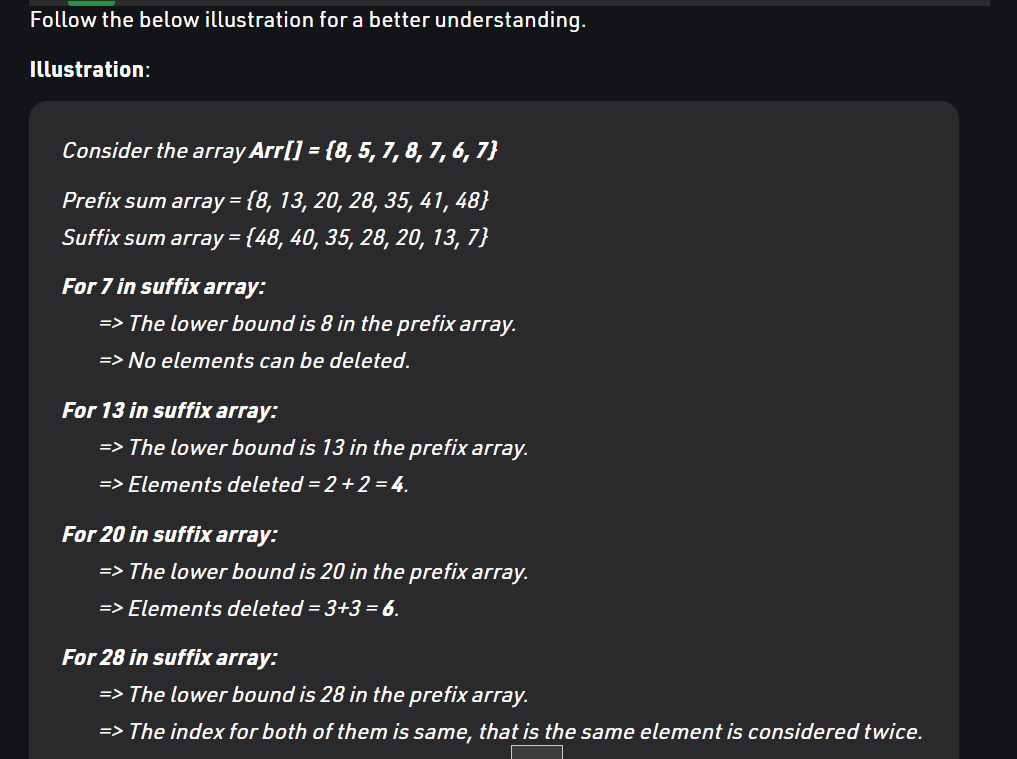 Follow the below illustration for a better understanding.
Illustration:
Consider the array Arr[] = {8, 5, 7, 8, 7, 6, 7}
Prefix sum array = {8, 13, 20, 28, 35, 41, 48}
Suffix sum array = {48, 40, 35, 28, 20, 13, 7}
For 7 in suffix array:
=> The lower bound is 8 in the prefix array.
=> No elements can be deleted.
For 13 in suffix array:
=> The lower bound is 13 in the prefix array.
=> Elements deleted = 2 + 2 = 4.
For 20 in suffix array:
=> The lower bound is 20 in the prefix array.
=> Elements deleted = 3+3 = 6.
For 28 in suffix array:
=> The lower bound is 28 in the prefix array.
=> The index for both of them is same, that is the same element is considered twice.